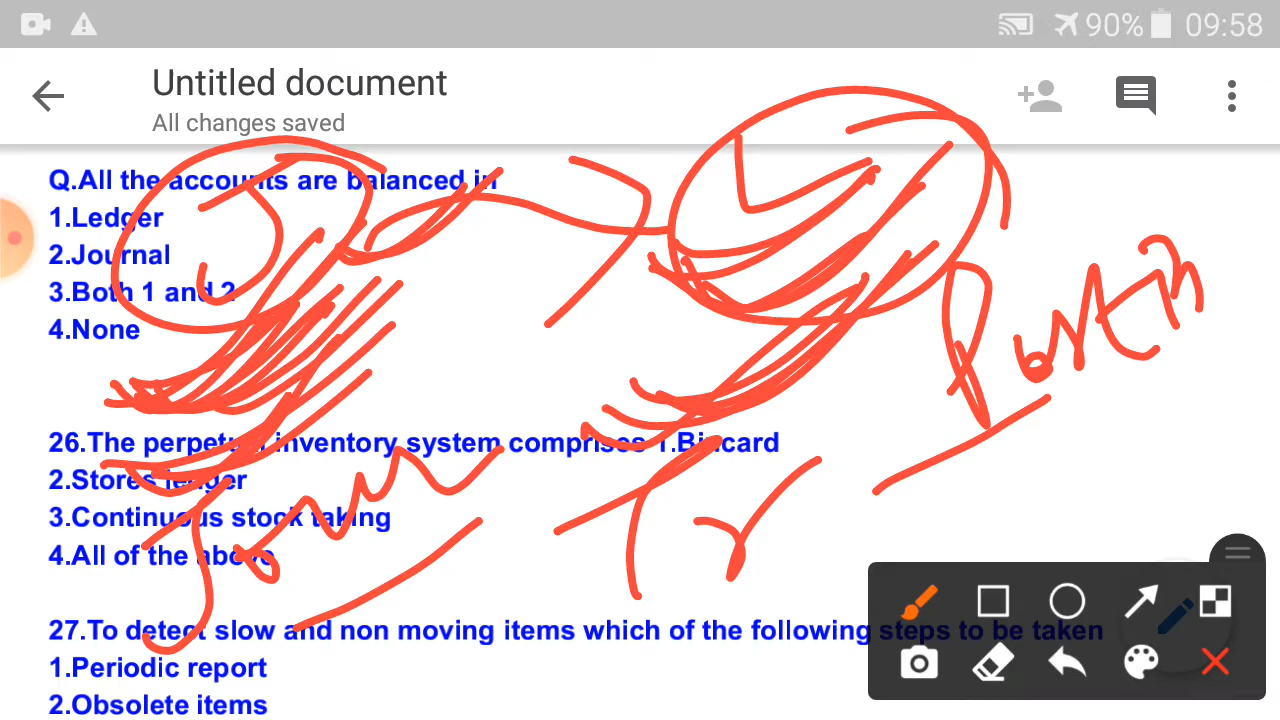 90% 09:58
Untitled document
All changes saved
Q.All the accounts are balanced in
1.Ledger
2.Journal
3.Both 1 and 2
4.None
J L
Post
26.The perpetual inventory system comprises 1.Bincard
2.Stores ledger
3.Continuous stock taking
4.All of the above
Jour Tr
27.To detect slow and non moving items which of the following steps to be taken
1.Periodic report
2.Obsolete items